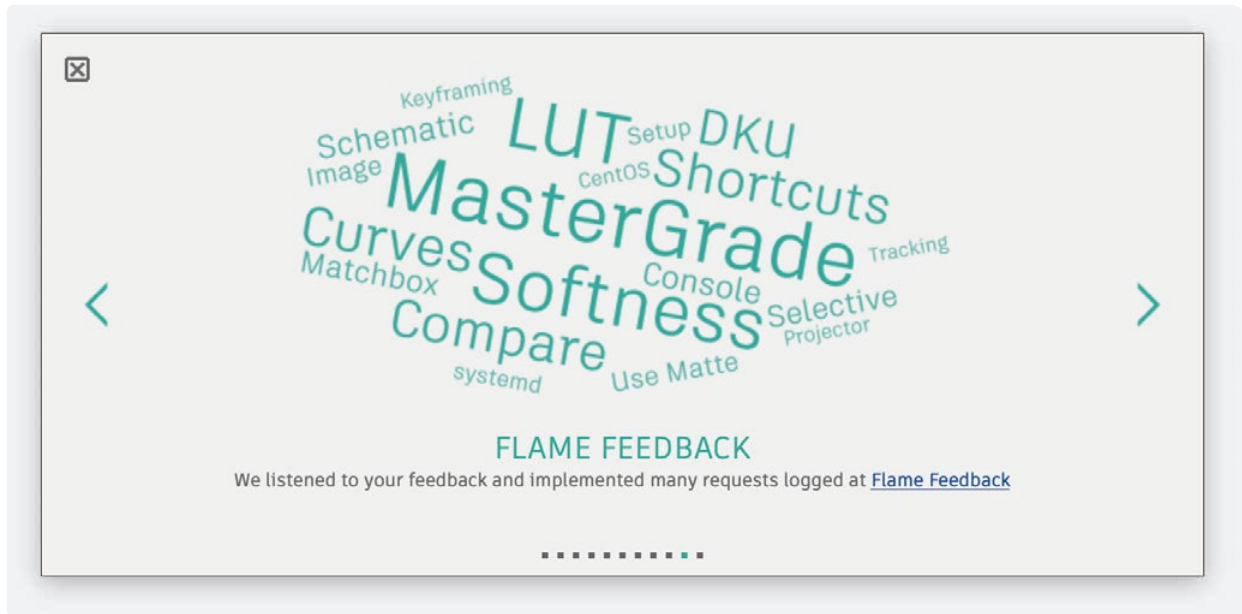 Keyframing
LUT
Setup
DKU
Schematic
Image
CentOS
Shortcuts
MasterGrade
Tracking
Curves
Matchbox
Softness
Console
Selective
Projector
Compare
systemd
Use Matte
FLAME FEEDBACK
We listened to your feedback and implemented many requests logged at Flame Feedback